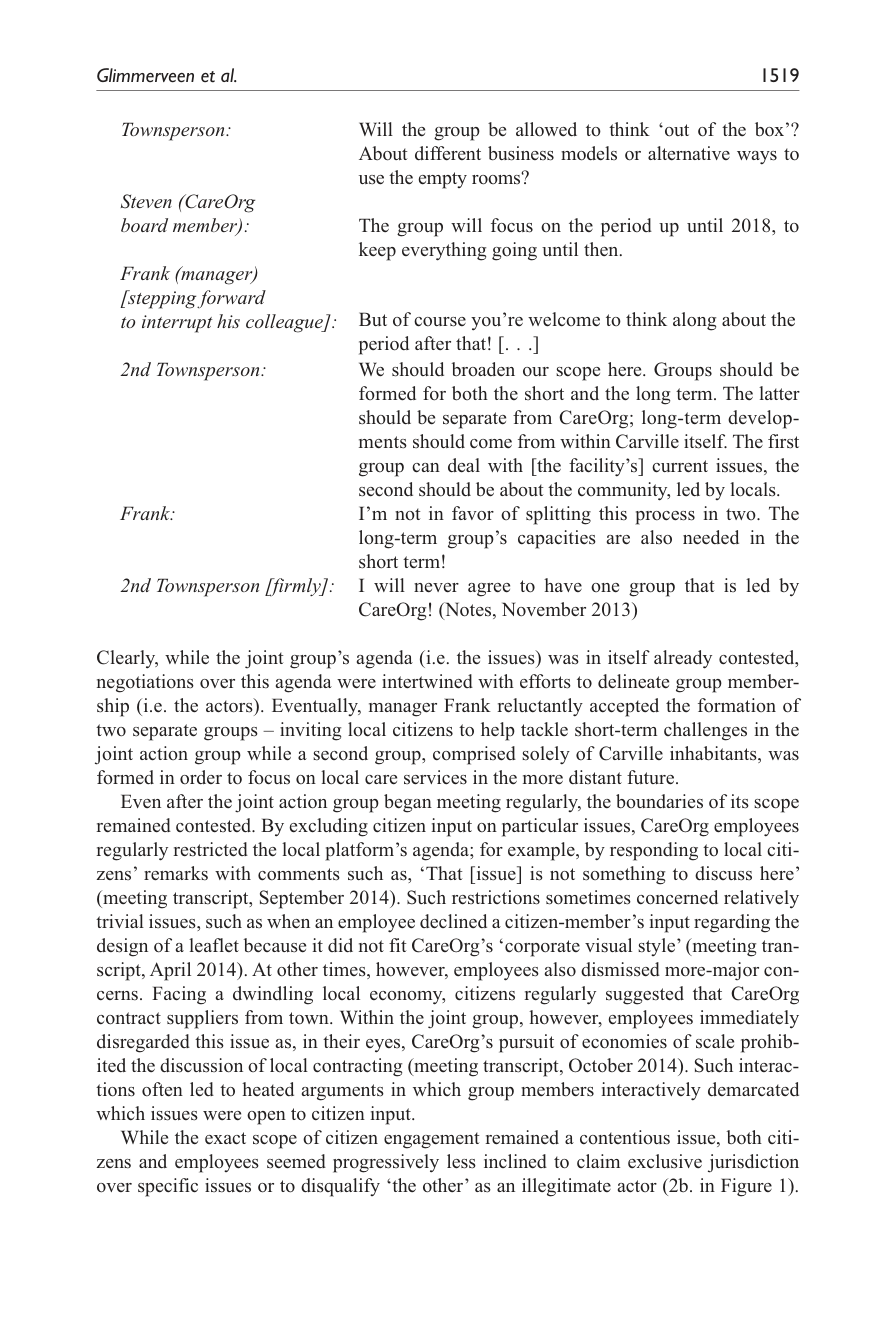 Glimmerveen et al. 1519
Townsperson: Will the group be allowed to think ‘out of the box’?
About different business models or alternative ways to
use the empty rooms?
Steven (CareOrg
board member): The group will focus on the period up until 2018, to
keep everything going until then.
Frank (manager)
[stepping forward
to interrupt his colleague]: But of course you’re welcome to think along about the
period after that! [. . .]
2nd Townsperson: We should broaden our scope here. Groups should be
formed for both the short and the long term. The latter
should be separate from CareOrg; long-term develop-
ments should come from within Carville itself. The first
group can deal with [the facility’s] current issues, the
second should be about the community, led by locals.
Frank: I’m not in favor of splitting this process in two. The
long-term group’s capacities are also needed in the
short term!
2nd Townsperson [firmly]: I will never agree to have one group that is led by
CareOrg! (Notes, November 2013)
Clearly, while the joint group’s agenda (i.e. the issues) was in itself already contested,
negotiations over this agenda were intertwined with efforts to delineate group member-
ship (i.e. the actors). Eventually, manager Frank reluctantly accepted the formation of
two separate groups – inviting local citizens to help tackle short-term challenges in the
joint action group while a second group, comprised solely of Carville inhabitants, was
formed in order to focus on local care services in the more distant future.
Even after the joint action group began meeting regularly, the boundaries of its scope
remained contested. By excluding citizen input on particular issues, CareOrg employees
regularly restricted the local platform’s agenda; for example, by responding to local citi-
zens’ remarks with comments such as, ‘That [issue] is not something to discuss here’
(meeting transcript, September 2014). Such restrictions sometimes concerned relatively
trivial issues, such as when an employee declined a citizen-member’s input regarding the
design of a leaflet because it did not fit CareOrg’s ‘corporate visual style’ (meeting tran-
script, April 2014). At other times, however, employees also dismissed more-major con-
cerns. Facing a dwindling local economy, citizens regularly suggested that CareOrg
contract suppliers from town. Within the joint group, however, employees immediately
disregarded this issue as, in their eyes, CareOrg’s pursuit of economies of scale prohib-
ited the discussion of local contracting (meeting transcript, October 2014). Such interac-
tions often led to heated arguments in which group members interactively demarcated
which issues were open to citizen input.
While the exact scope of citizen engagement remained a contentious issue, both citi-
zens and employees seemed progressively less inclined to claim exclusive jurisdiction
over specific issues or to disqualify ‘the other’ as an illegitimate actor (2b. in Figure 1).